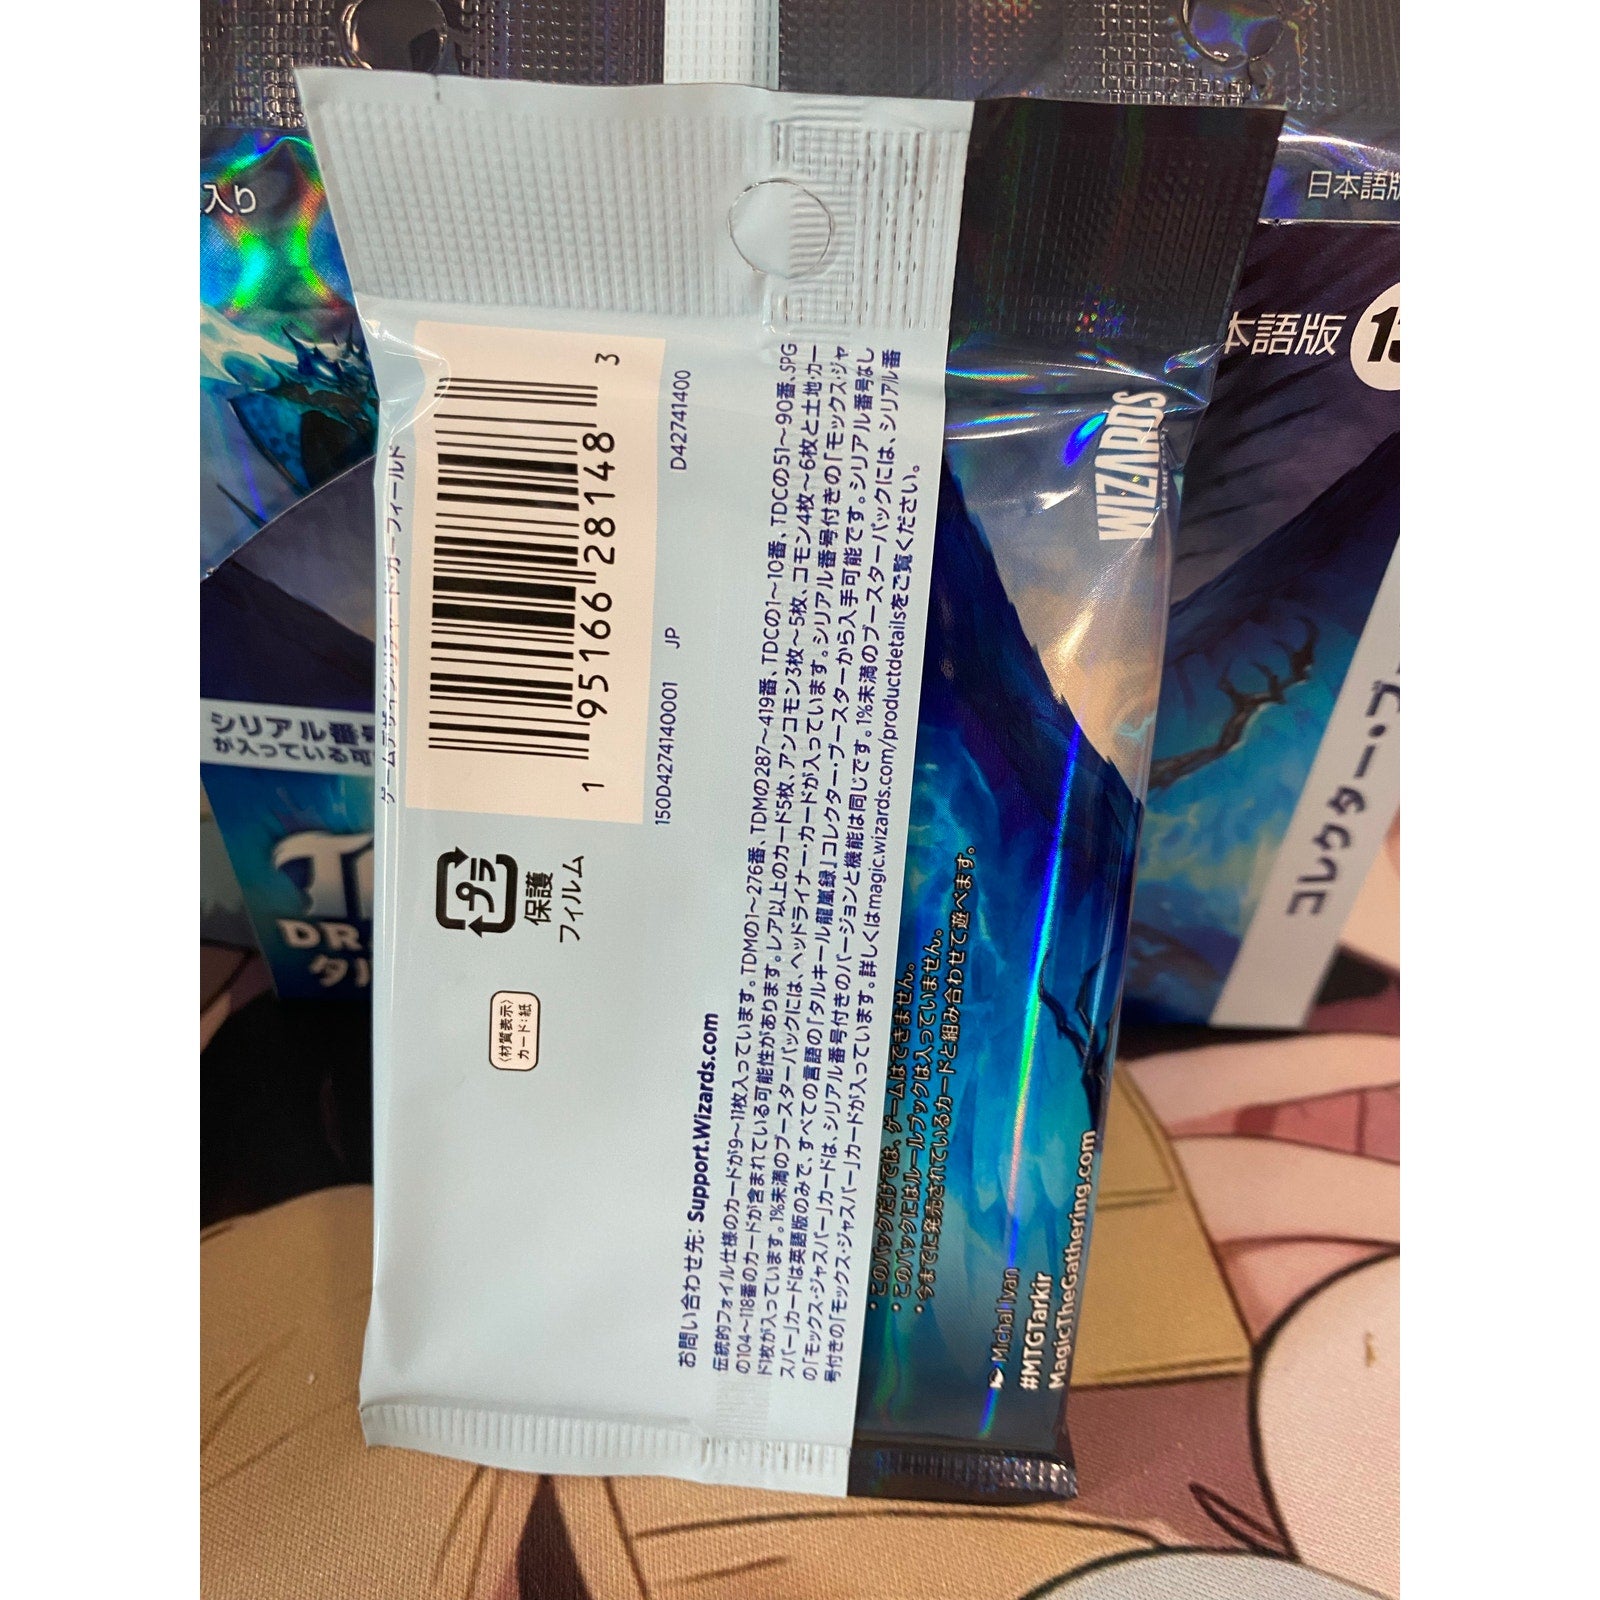 入り
日本語版
本語版
シリアル番号
が入っている可
DR
タル
コレクター・ブ
WIZARDS
ゲームデザイン:リチャード・ガーフィールド
1 95166 28148 3
150D42741400001 JP D42741400
プラ
保護
フィルム
〈材質表示〉
カード:紙
お問い合わせ先: Support.Wizards.com
伝統的フォイル仕様のカードが9〜11枚入っています。TDMの1〜276番、TDMの287〜419番、TDCの1〜10番、TDCの51〜90番、SPG
の104〜118番のカードが含まれている可能性があります。レア以上のカード5枚、アンコモン3枚〜5枚、コモン4枚〜6枚と土地・カー
ド1枚が入っています。1%未満のブースターパックには、ヘッドライナー・カードが入っています。シリアル番号付きの「モックス・ジャ
スパー」カードは英語版のみで、すべての言語の『タルキール龍嵐録』コレクター・ブースターから入手可能です。シリアル番号なし
の「モックス・ジャスパー」カードは、シリアル番号付きのバージョンと機能は同じです。1%未満のブースターパックには、シリアル番
号付きの「モックス・ジャスパー」カードが入っています。詳しくはmagic.wizards.com/productdetailsをご覧ください。
・このパックだけでは、ゲームはできません。
・このパックにはルールブックは入っていません。
・今までに発売されているカードと組み合わせて遊べます。
Michal Ivan
#MTGTarkir
MagicTheGathering.com